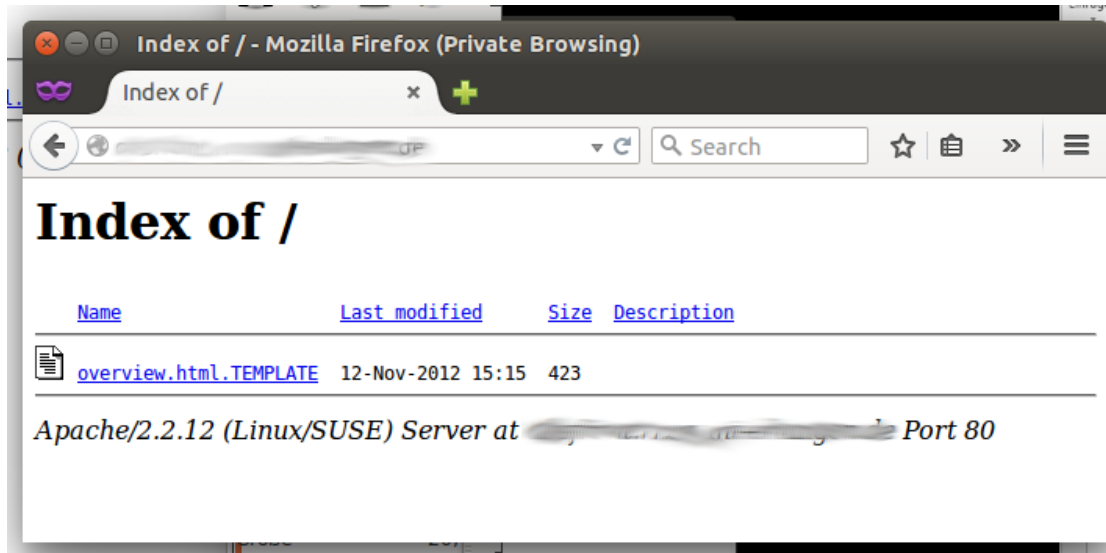 Index of / - Mozilla Firefox (Private Browsing)
Index of /
Search
Index of /
Name Last modified Size Description
overview.html.TEMPLATE 12-Nov-2012 15:15 423
Apache/2.2.12 (Linux/SUSE) Server at Port 80